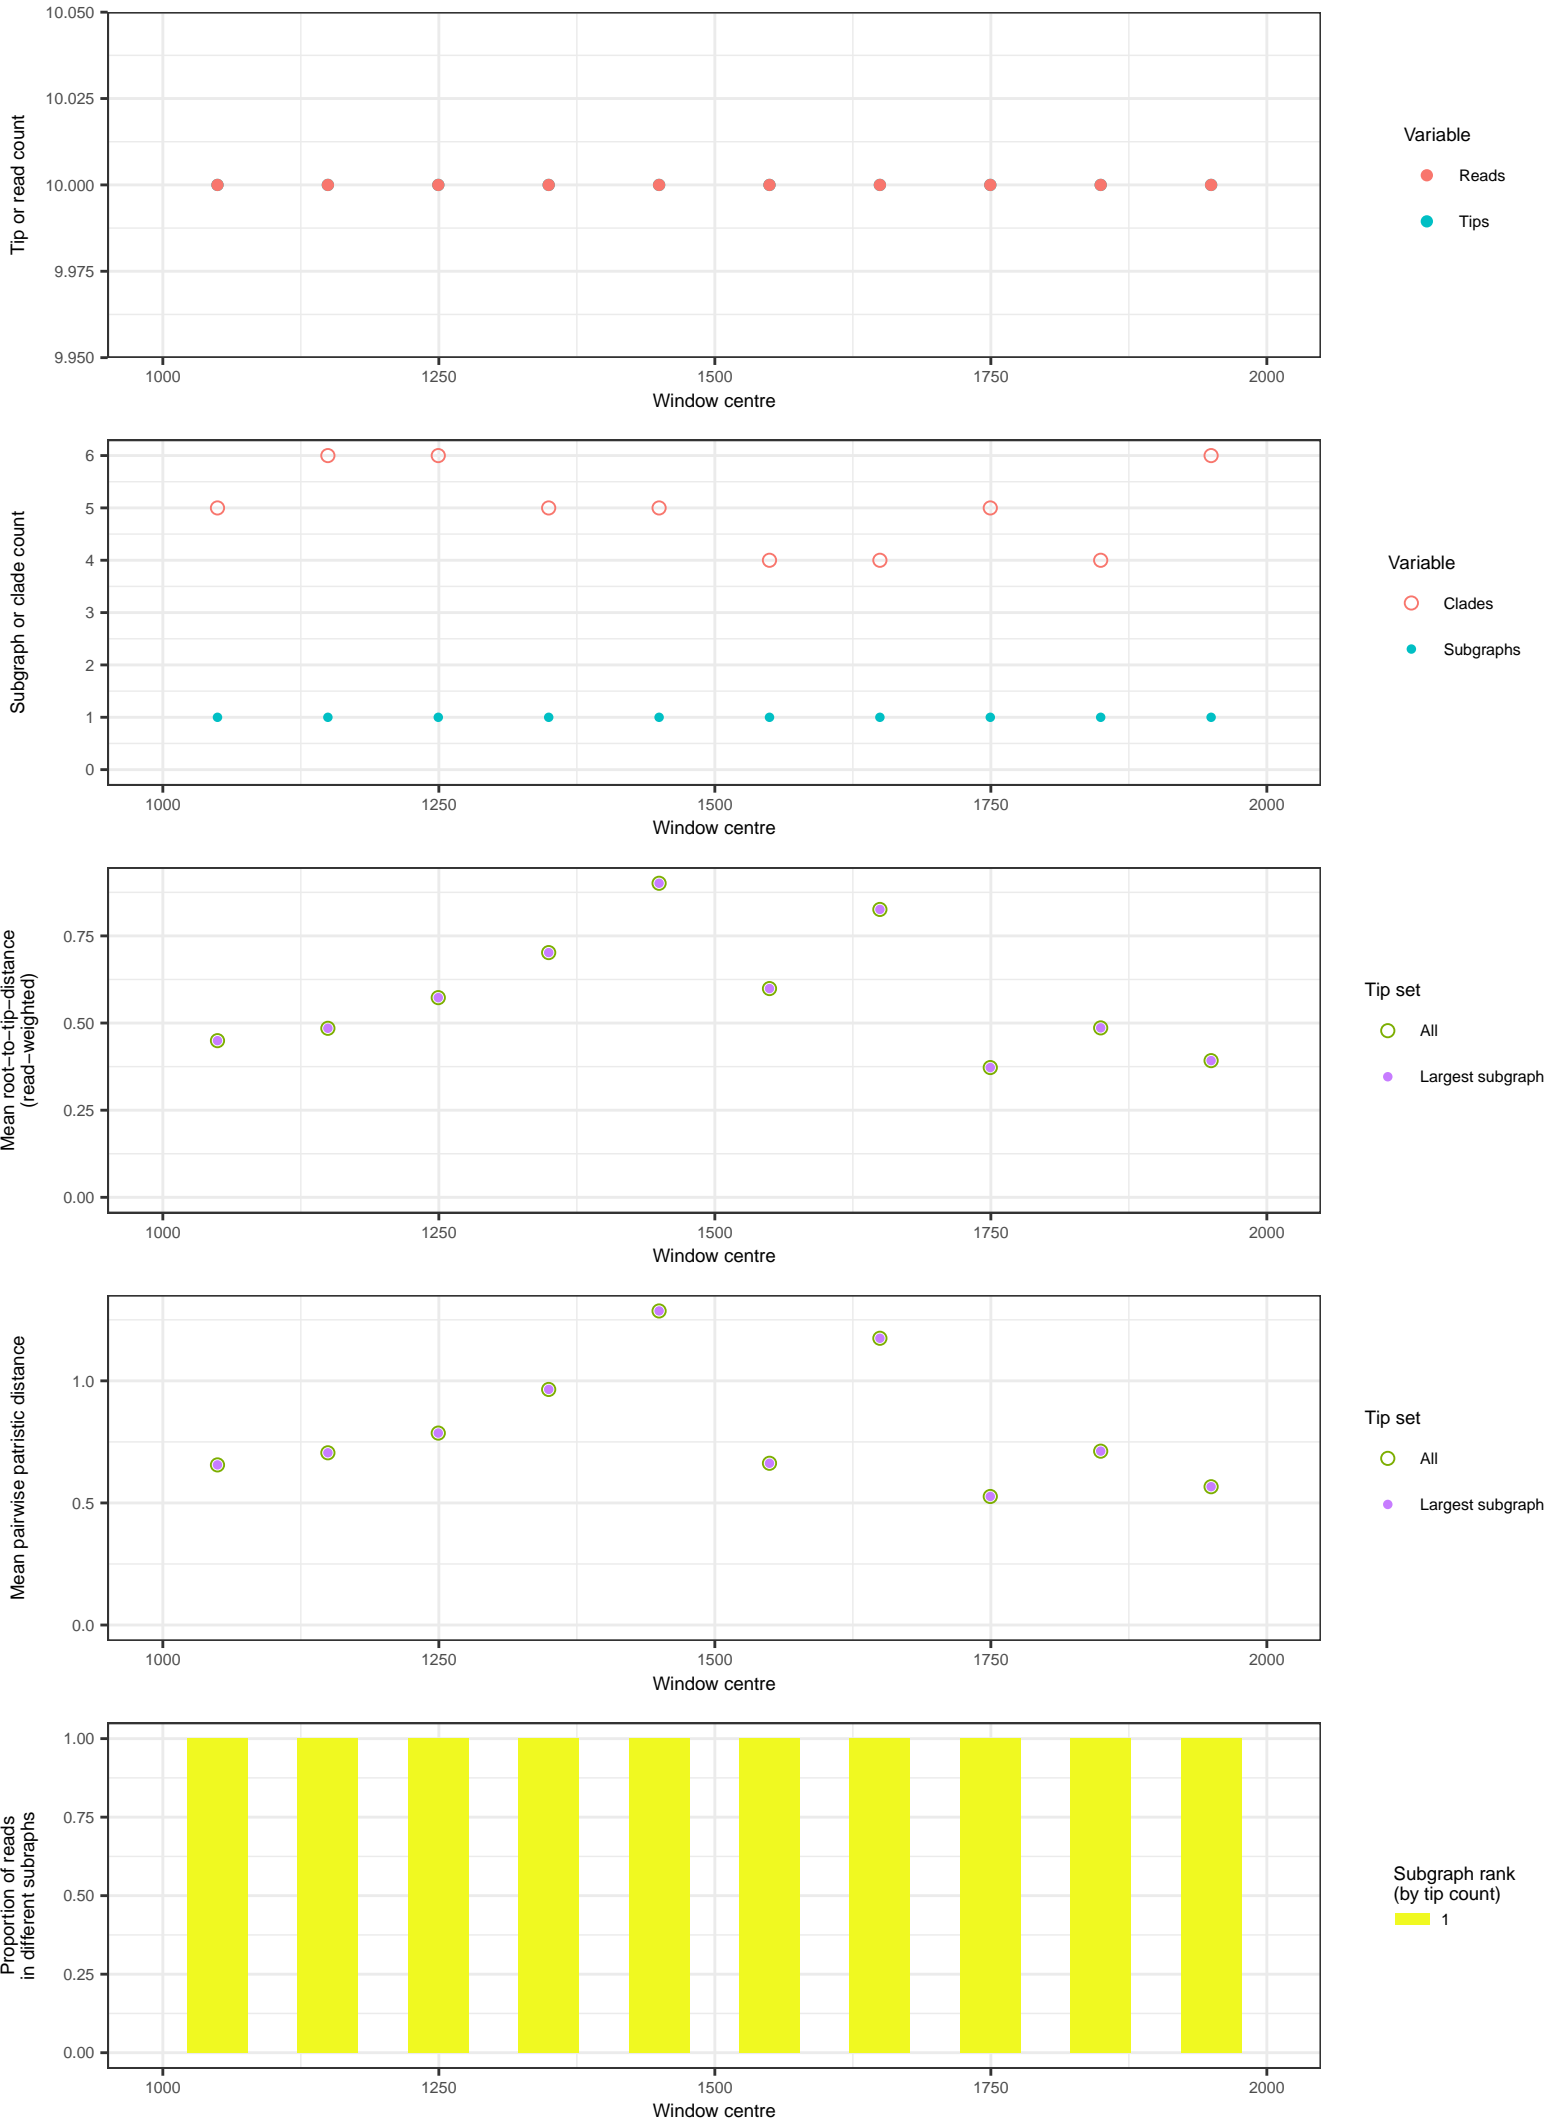 10.050
10.025
10.000
9.975
9.950
Tip or read count
1000
1250
1500
1750
2000
Window centre
Variable
Reads
Tips
6
5
4
3
2
1
0
Subgraph or clade count
1000
1250
1500
1750
2000
Window centre
Variable
Clades
Subgraphs
0.75
0.50
0.25
0.00
Mean root−to−tip−distance
(read−weighted)
1000
1250
1500
1750
2000
Window centre
Tip set
All
Largest subgraph
1.0
0.5
0.0
Mean pairwise patristic distance
1000
1250
1500
1750
2000
Window centre
Tip set
All
Largest subgraph
1.00
0.75
0.50
0.25
0.00
Proportion of reads
in different subraphs
1000
1250
1500
1750
2000
Window centre
Subgraph rank
(by tip count)
1